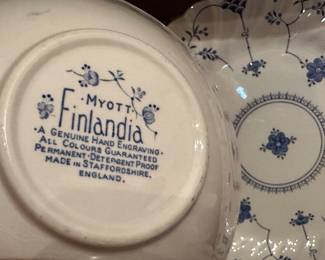 MYOTT
Finlandia
· A GENUINE HAND ENGRAVING ·
ALL COLOURS GUARANTEED
PERMANENT · DETERGENT PROOF
MADE IN STAFFORDSHIRE,
ENGLAND.